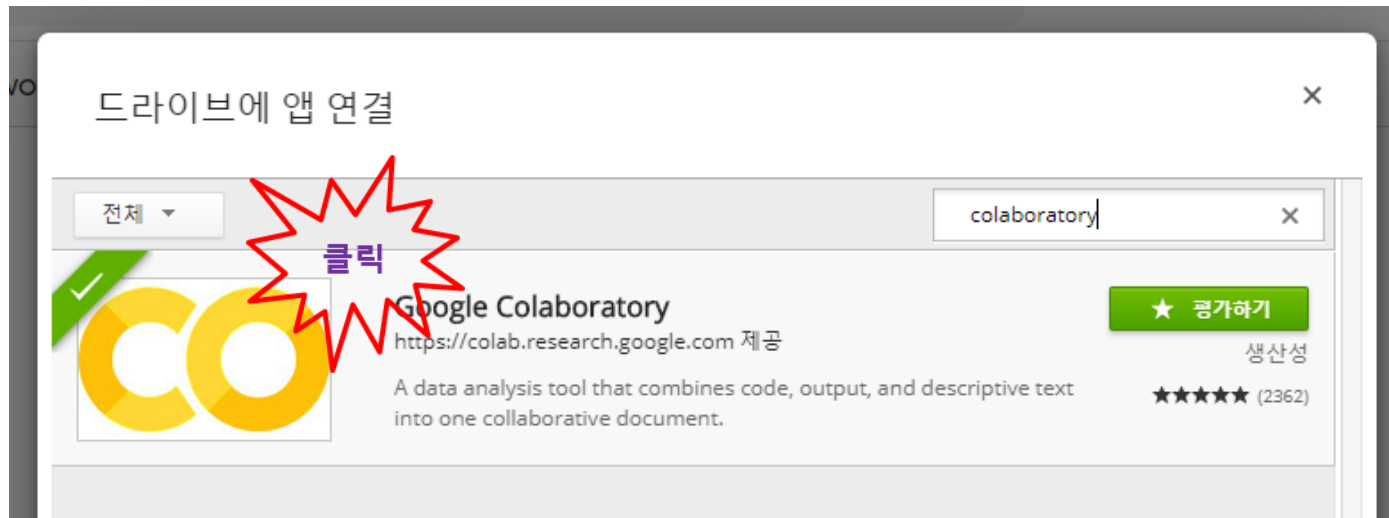 vo
드라이브에 앱 연결
×
전체
colaboratory
×
클릭
CO
Google Colaboratory
https://colab.research.google.com 제공
A data analysis tool that combines code, output, and descriptive text
into one collaborative document.
★ 평가하기
생산성
★★★★★ (2362)